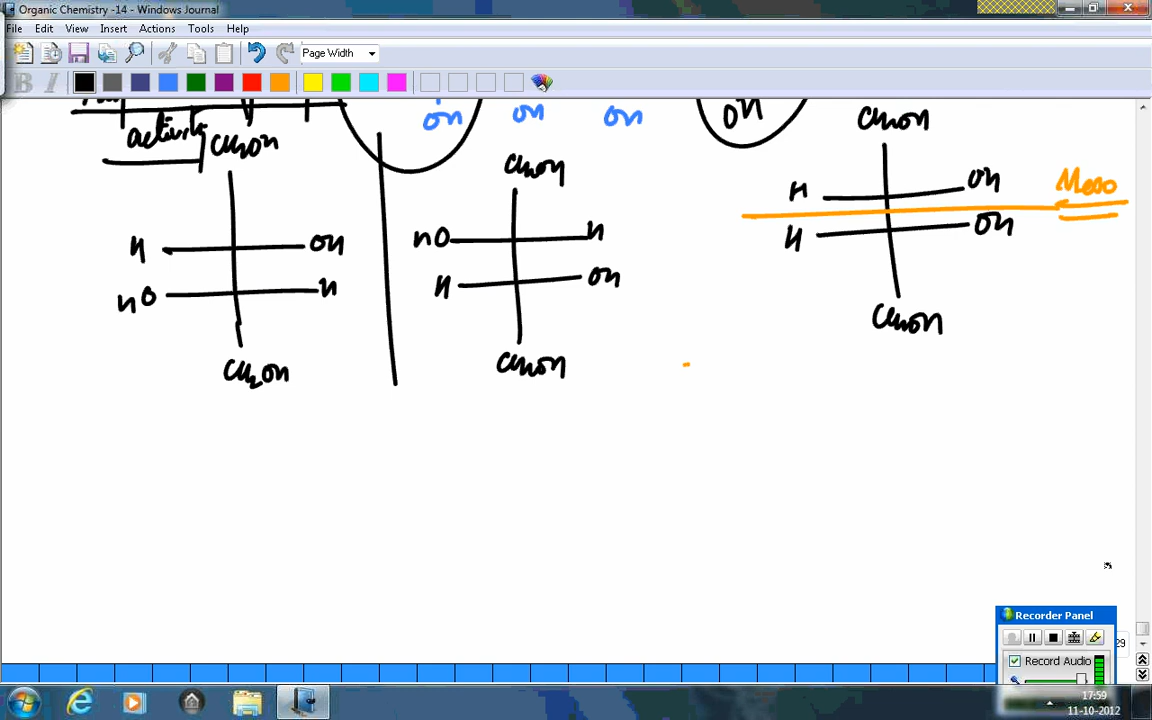 Organic Chemistry -14 - Windows Journal
File Edit View Insert Actions Tools Help
Page Width
B I
OH OH OH OH
active
CH2OH
H OH
HO H
CH2OH
CH2OH
HO H
H OH
CH2OH
CH2OH
H OH
H OH
CH2OH
Meso
Recorder Panel
29
Record Audio
17:59
11-10-2012